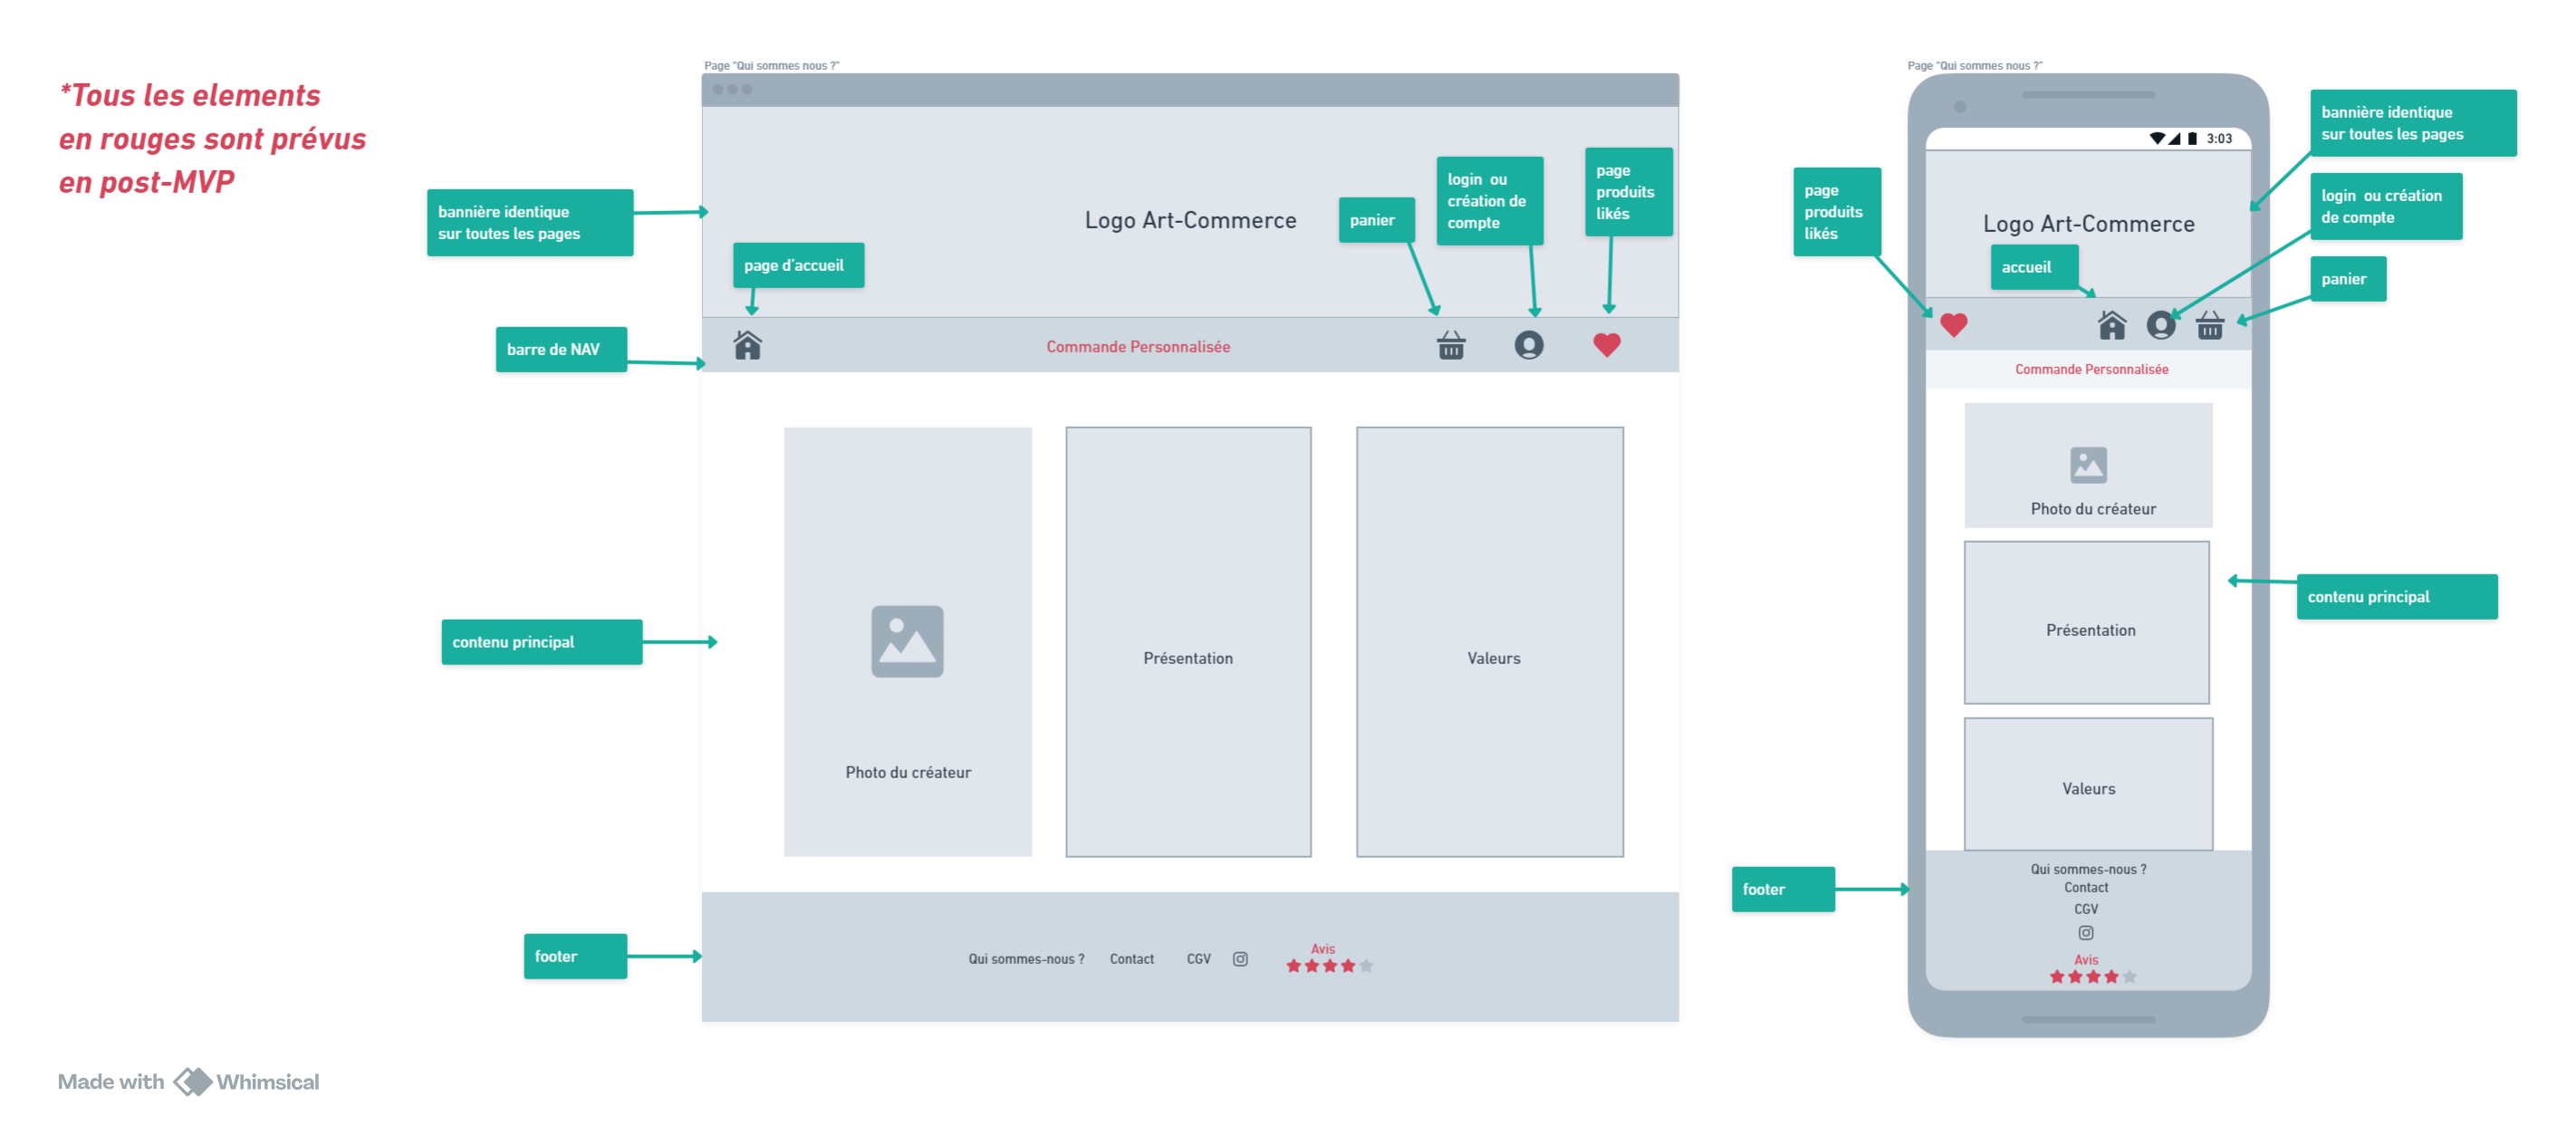 *Tous les elements
en rouges sont prévus
en post-MVP
Page "Qui sommes nous ?"
bannière identique
sur toutes les pages
page d'accueil
Logo Art-Commerce
panier
login ou
création de
compte
page
produits
likés
barre de NAV
Commande Personnalisée
contenu principal
Photo du créateur
Présentation
Valeurs
footer
Qui sommes-nous ?
Contact
CGV
Avis
Page "Qui sommes nous ?"
3:03
bannière identique
sur toutes les pages
page
produits
likés
login ou création
de compte
Logo Art-Commerce
accueil
panier
Commande Personnalisée
Photo du créateur
Présentation
contenu principal
Valeurs
footer
Qui sommes-nous ?
Contact
CGV
Avis
Made with Whimsical